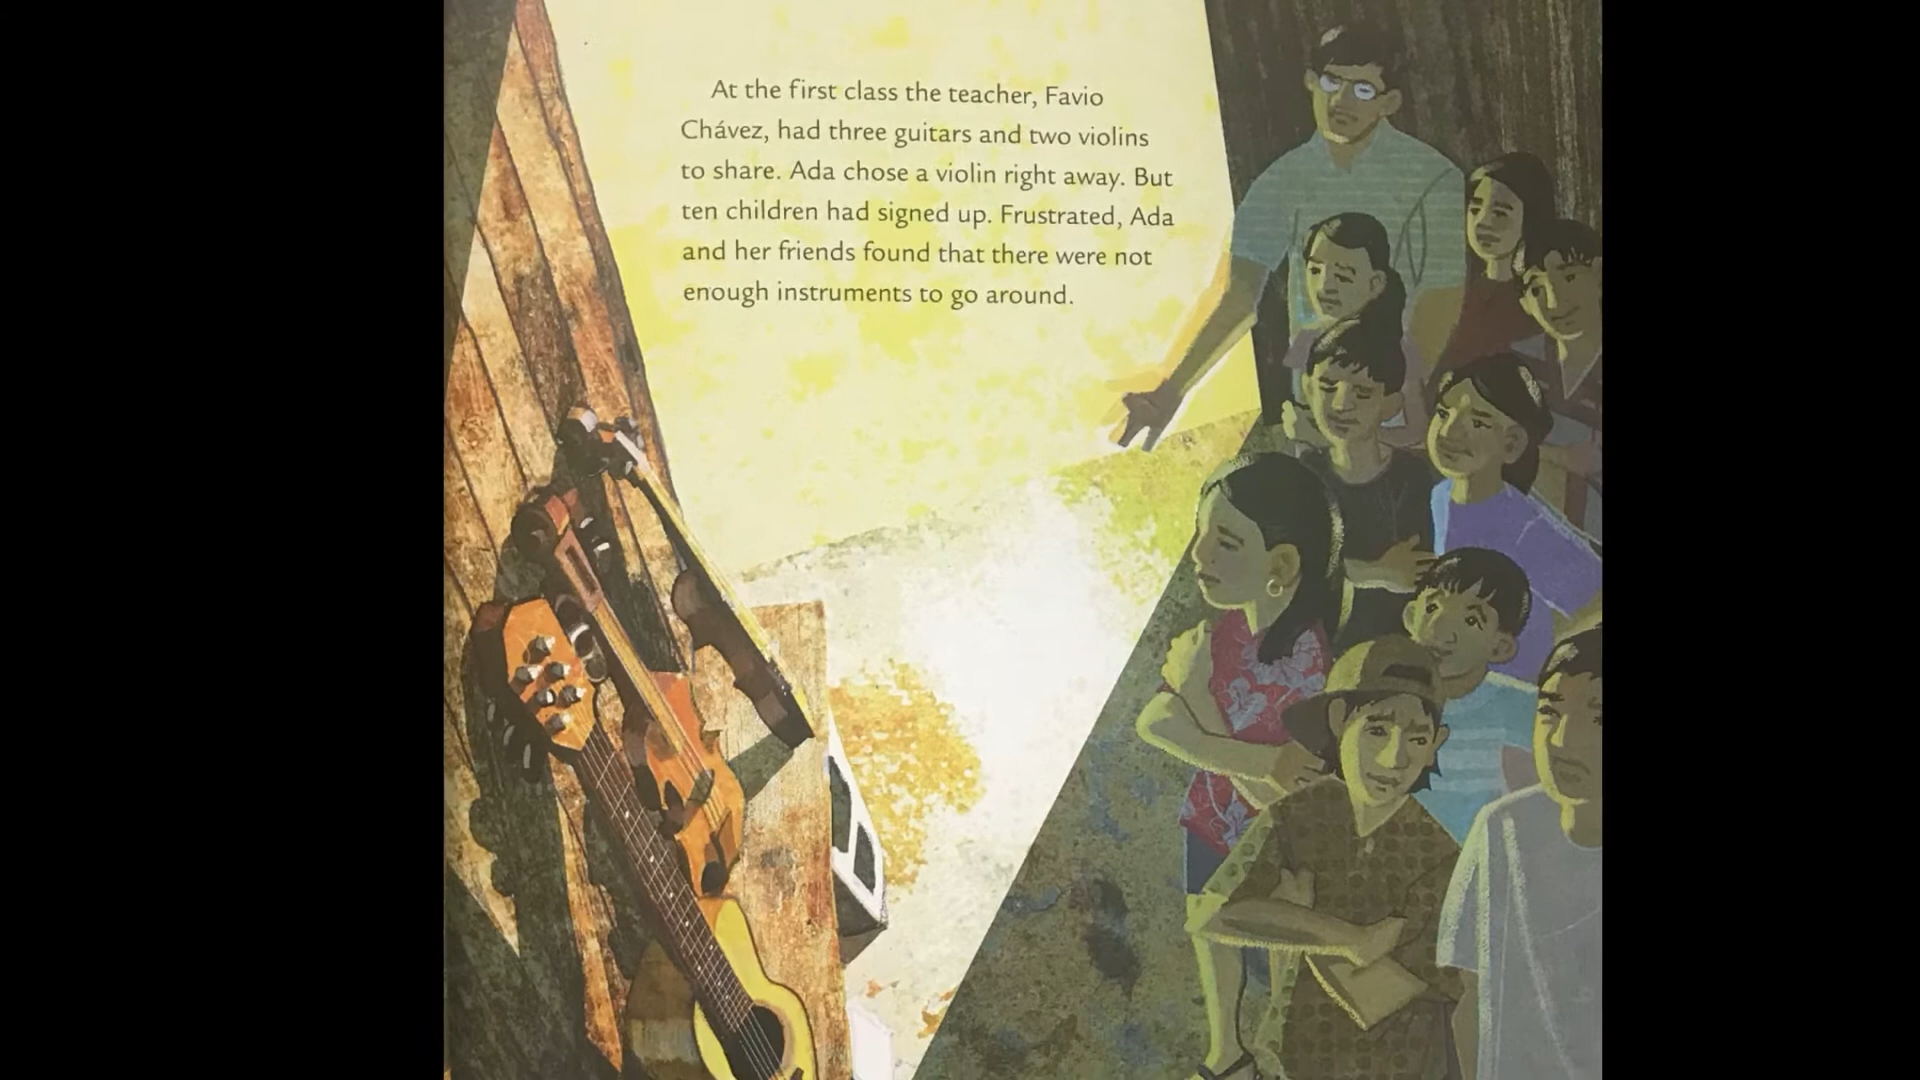 At the first class the teacher, Favio
Chávez, had three guitars and two violins
to share. Ada chose a violin right away. But
ten children had signed up. Frustrated, Ada
and her friends found that there were not
enough instruments to go around.